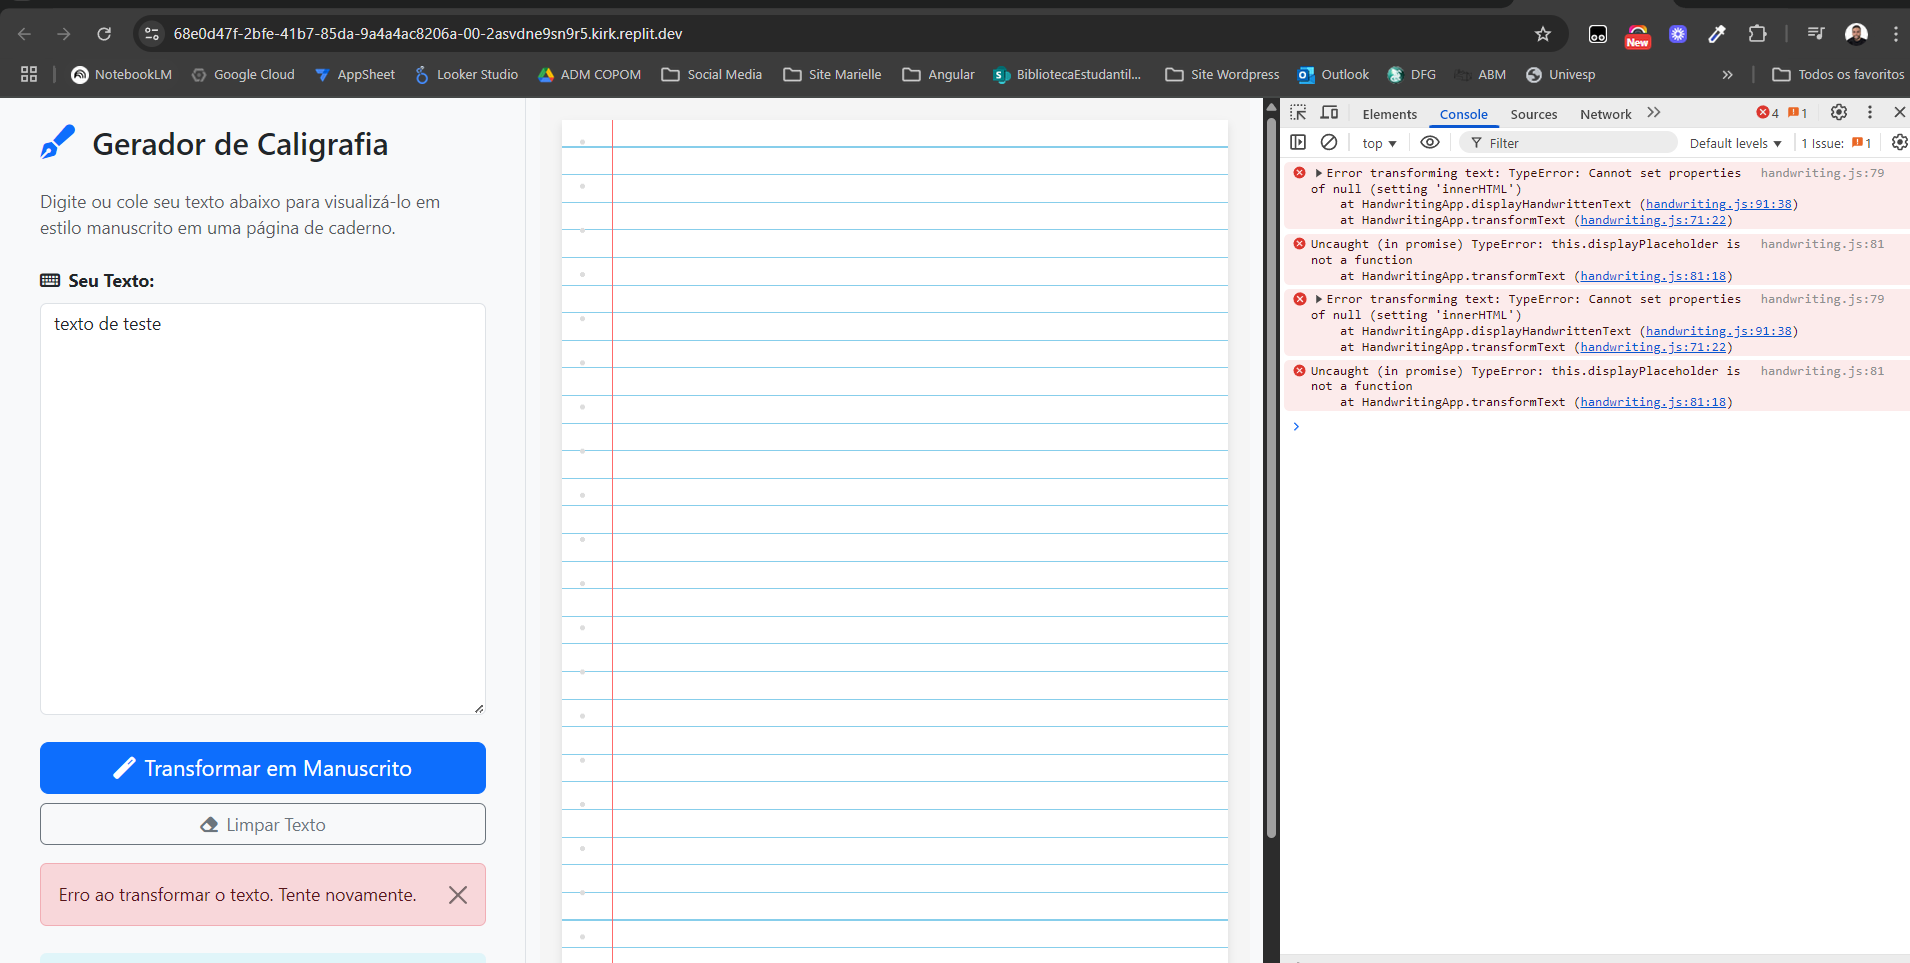 68e0d47f-2bfe-41b7-85da-9a4a4ac8206a-00-2asvdne9sn9r5.kirk.replit.dev
New
NotebookLM
Google Cloud
AppSheet
Looker Studio
ADM COPOM
Social Media
Site Marielle
Angular
BibliotecaEstudantil...
Site Wordpress
Outlook
DFG
ABM
Univesp
»
Todos os favoritos
Gerador de Caligrafia
Digite ou cole seu texto abaixo para visualizá-lo em
estilo manuscrito em uma página de caderno.
Seu Texto:
texto de teste
Transformar em Manuscrito
Limpar Texto
Erro ao transformar o texto. Tente novamente.
Elements
Console
Sources
Network
4
1
top
Filter
Default levels
1 Issue:
1
Error transforming text: TypeError: Cannot set properties handwriting.js:79
of null (setting 'innerHTML')
at HandwritingApp.displayHandwrittenText (handwriting.js:91:38)
at HandwritingApp.transformText (handwriting.js:71:22)
Uncaught (in promise) TypeError: this.displayPlaceholder is handwriting.js:81
not a function
at HandwritingApp.transformText (handwriting.js:81:18)
Error transforming text: TypeError: Cannot set properties handwriting.js:79
of null (setting 'innerHTML')
at HandwritingApp.displayHandwrittenText (handwriting.js:91:38)
at HandwritingApp.transformText (handwriting.js:71:22)
Uncaught (in promise) TypeError: this.displayPlaceholder is handwriting.js:81
not a function
at HandwritingApp.transformText (handwriting.js:81:18)